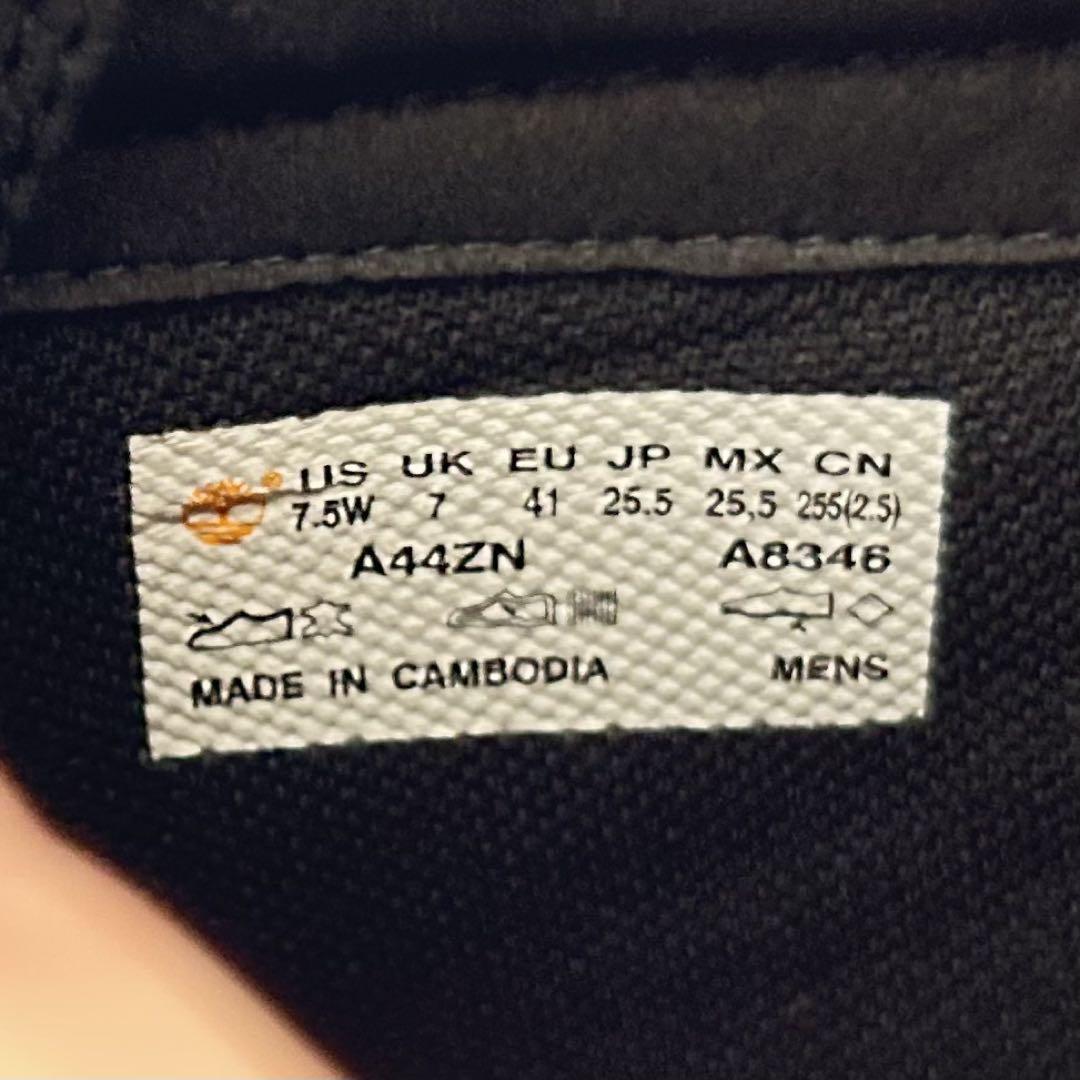 US UK EU JP MX CN
7.5W 7 41 25.5 25,5 255(2.5)
A44ZN A8346
MADE IN CAMBODIA MENS